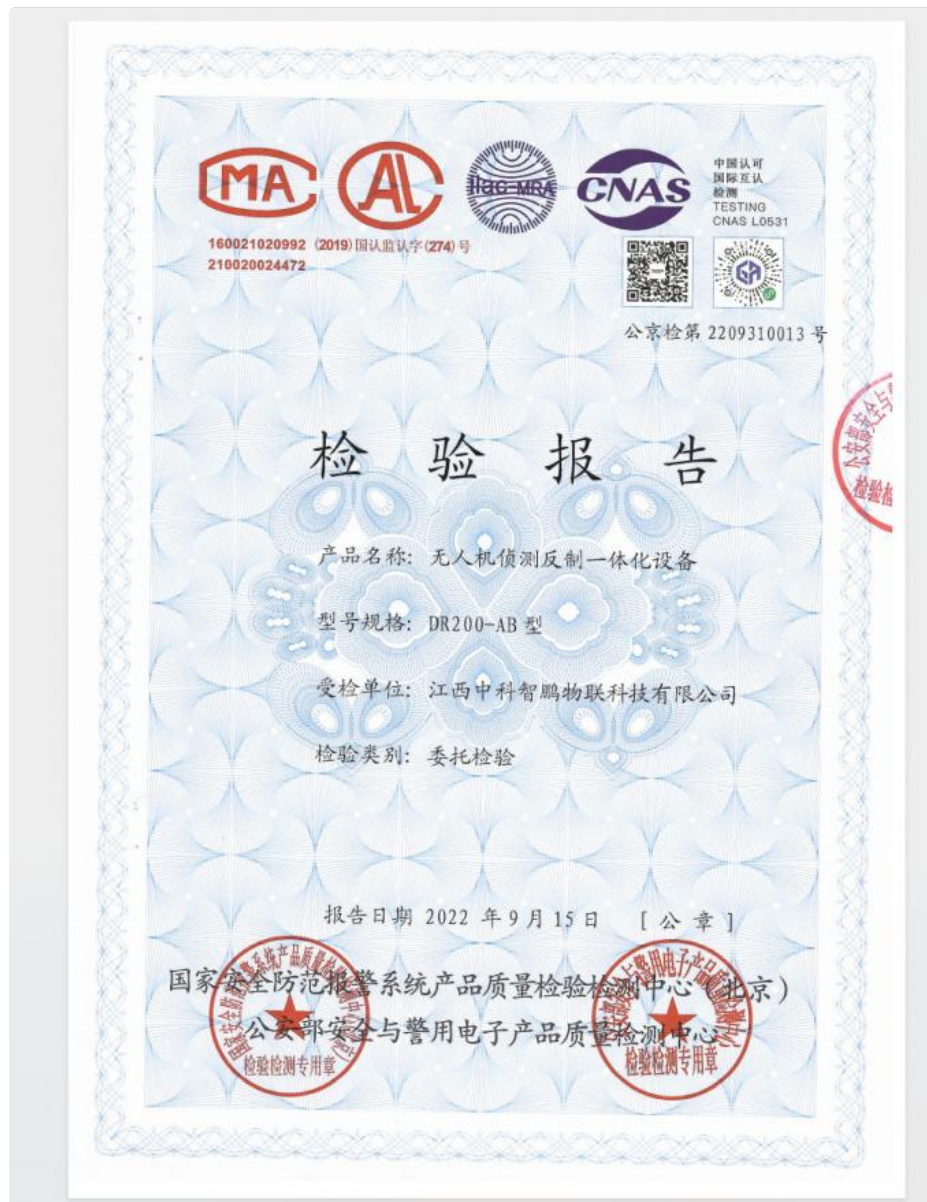 MA
AL
ilac-MRA
CNAS
中国认可
国际互认
检测
TESTING
CNAS L0531
160021020992 (2019)国认监认字(274)号
210020024472
公京检第 2209310013 号
检验报告
产品名称: 无人机侦测反制一体化设备
型号规格: DR200-AB 型
受检单位: 江西中科智鹏物联科技有限公司
检验类别: 委托检验
报告日期 2022 年 9 月 15 日 [公章]
国家安全防范报警系统产品质量检验检测中心(北京)
公安部安全与警用电子产品质量检测中心
检验检测专用章
检验检测专用章